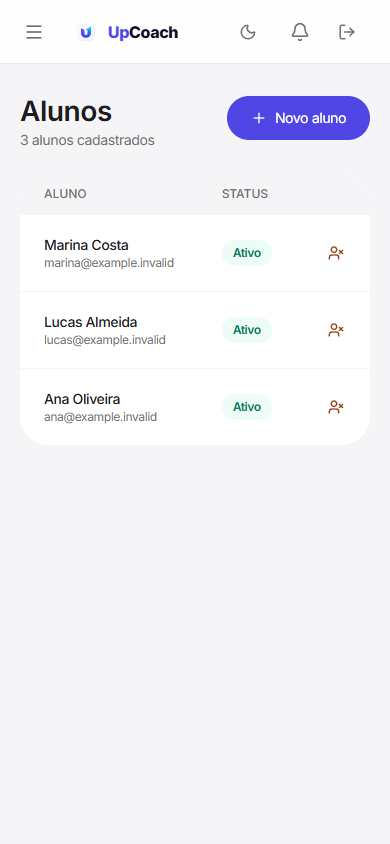 UpCoach
Alunos
3 alunos cadastrados
Novo aluno
ALUNO STATUS
Marina Costa
marina@example.invalid
Ativo
Lucas Almeida
lucas@example.invalid
Ativo
Ana Oliveira
ana@example.invalid
Ativo